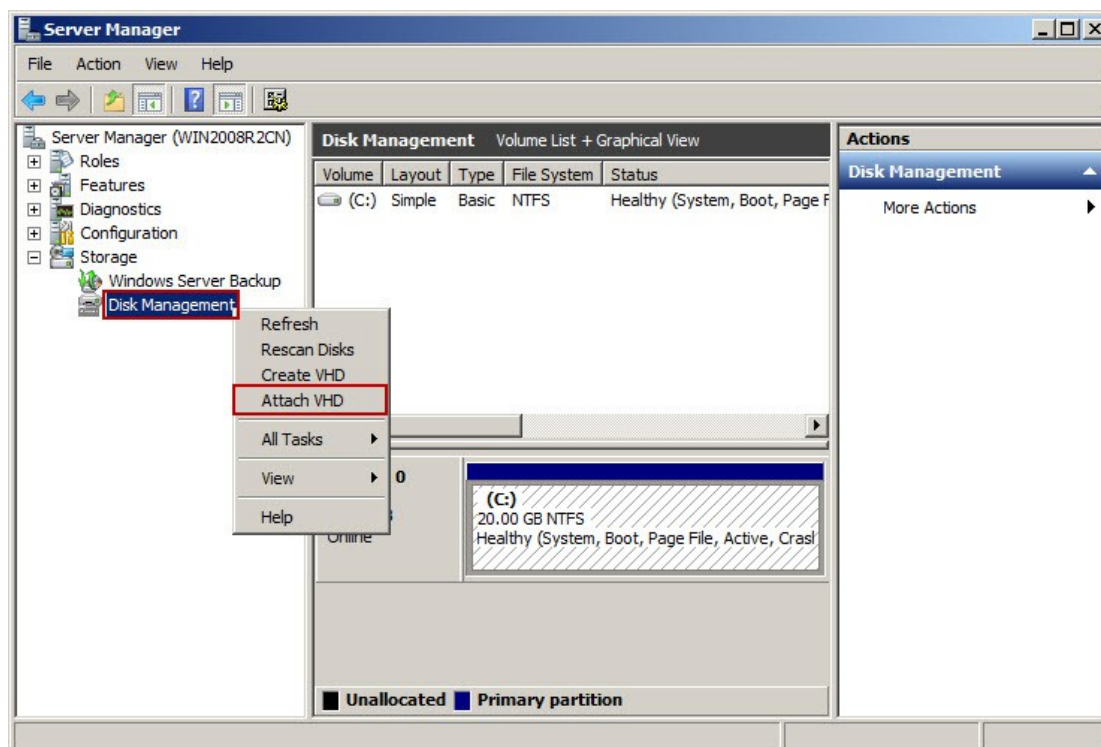 Server Manager
File Action View Help
Server Manager (WIN2008R2CN)
Roles
Features
Diagnostics
Configuration
Storage
Windows Server Backup
Disk Management
Refresh
Rescan Disks
Create VHD
Attach VHD
All Tasks
View
Help
Disk Management Volume List + Graphical View
Volume Layout Type File System Status
(C:) Simple Basic NTFS Healthy (System, Boot, Page F
0
Online
(C:)
20.00 GB NTFS
Healthy (System, Boot, Page File, Active, Crash
Unallocated Primary partition
Actions
Disk Management
More Actions